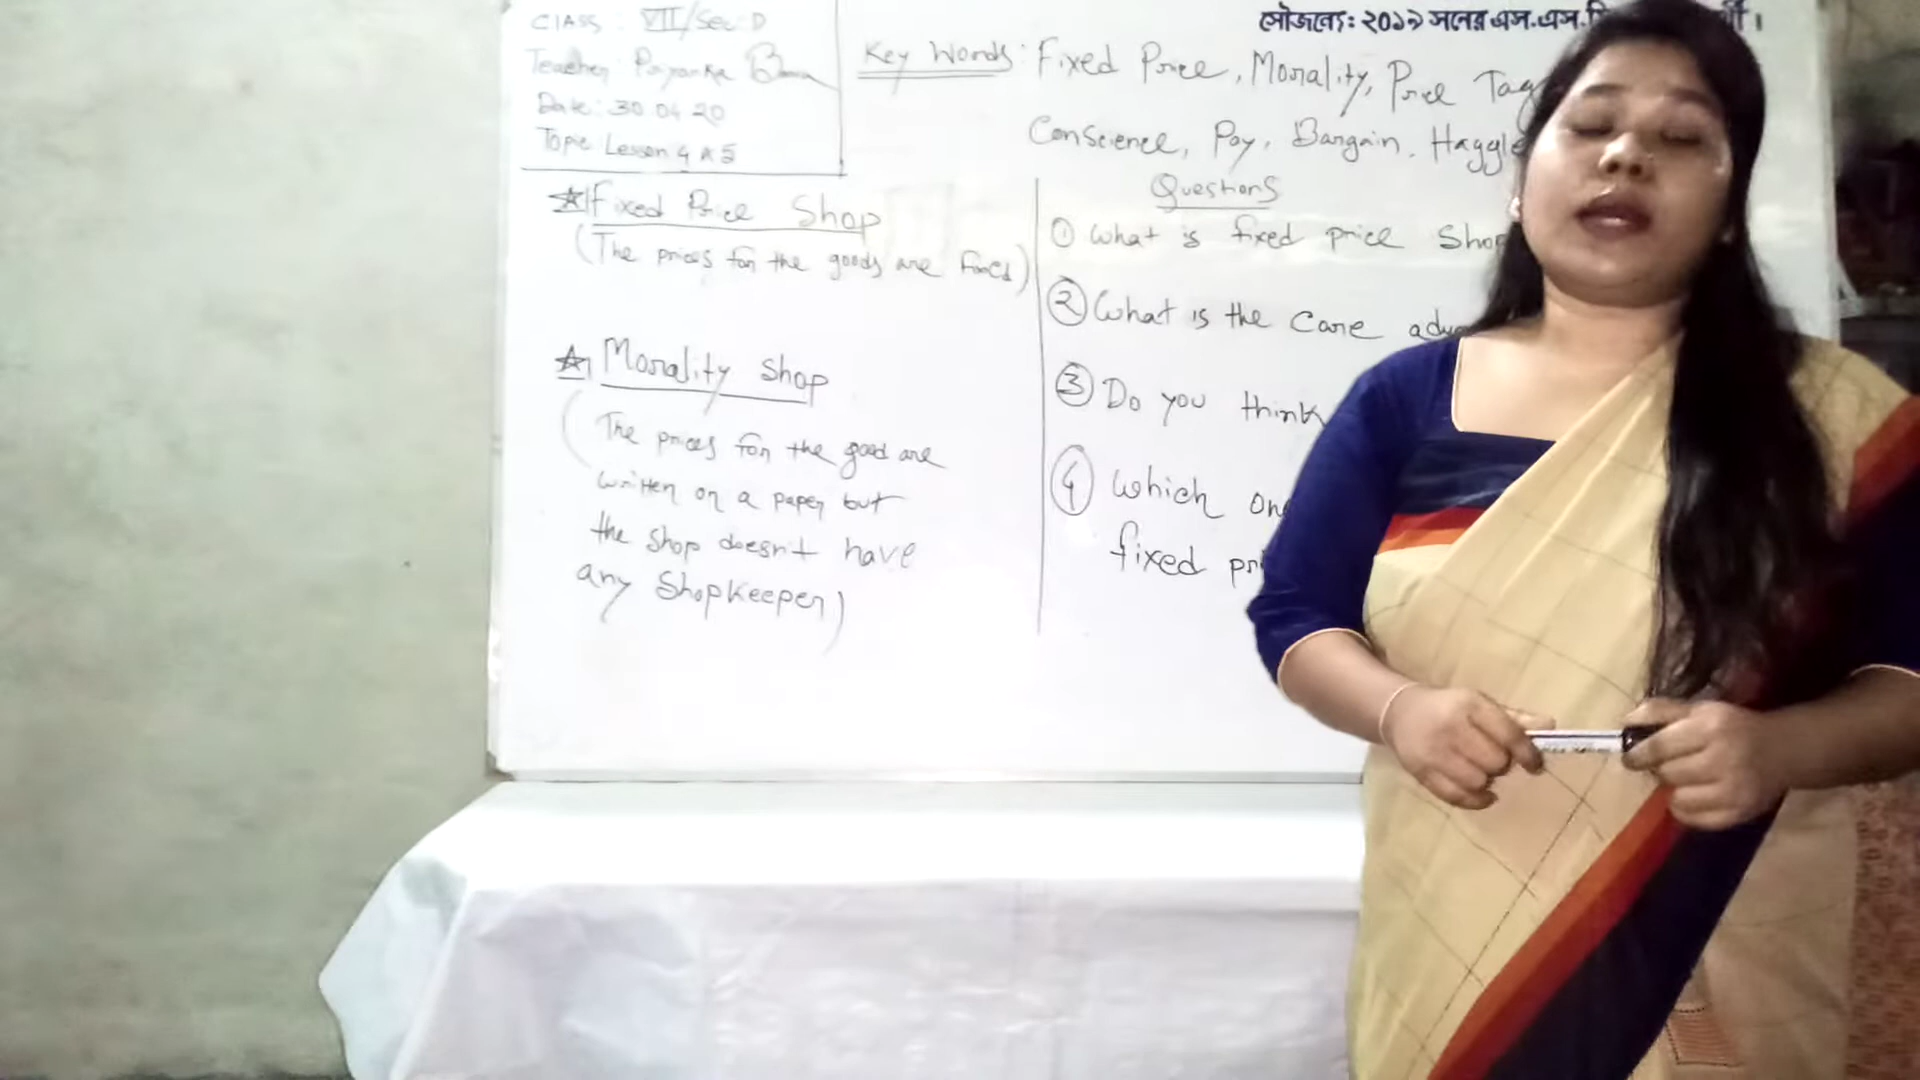 CLASS : VII/Sec: D
Teacher: Priyanka
Date: 30.04.20
Topic Lesson 4 A 5
সৌজন্যে: ২০১৯ সনের এস.এস.সি
Key Words: Fixed Price, Morality, Price Tag
Conscience, Pay, Bargain, Haggle
Fixed Price Shop
(The prices for the goods are fixed)
Morality Shop
(The prices for the good are
written on a paper but
the shop doesn't have
any Shopkeeper)
Questions
① What is fixed price Shop
② What is the core
③ Do you think
④ Which one
fixed